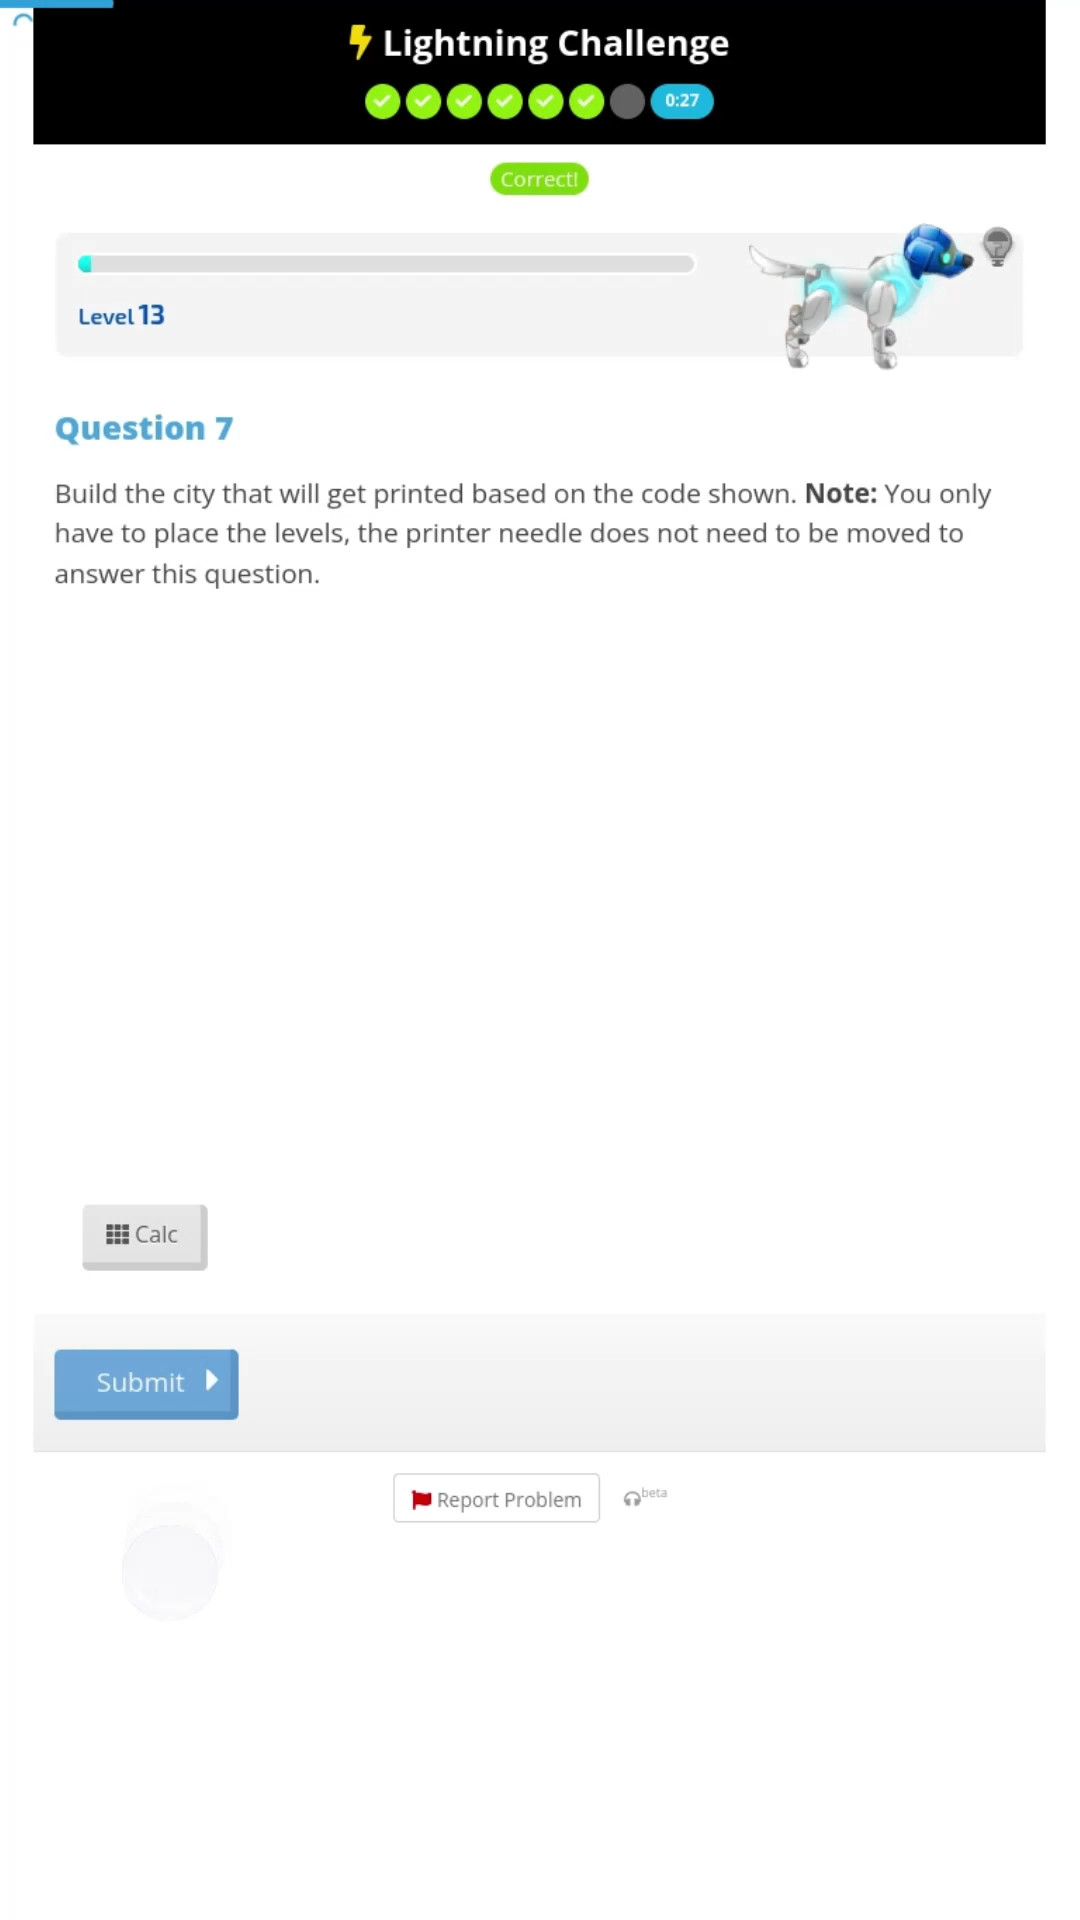 Lightning Challenge
0:27
Correct!
Level 13
Question 7
Build the city that will get printed based on the code shown. Note: You only
have to place the levels, the printer needle does not need to be moved to
answer this question.
Calc
Submit
Report Problem
beta